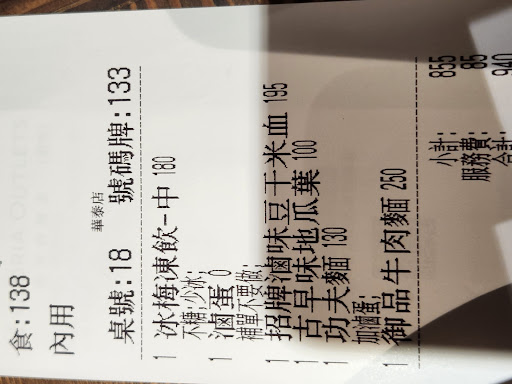 食:138
內用
華泰店
桌號:18 號碼牌:133
1 冰梅凍飲-中 180
不糖;少冰;
1 滷蛋 0
補單不要做;
1 招牌滷味豆干米血 195
1 古早味地瓜葉 100
1 功夫麵 130
加滷蛋;
1 御品牛肉麵 250
小計: 855
服務費: 85
合計: 940